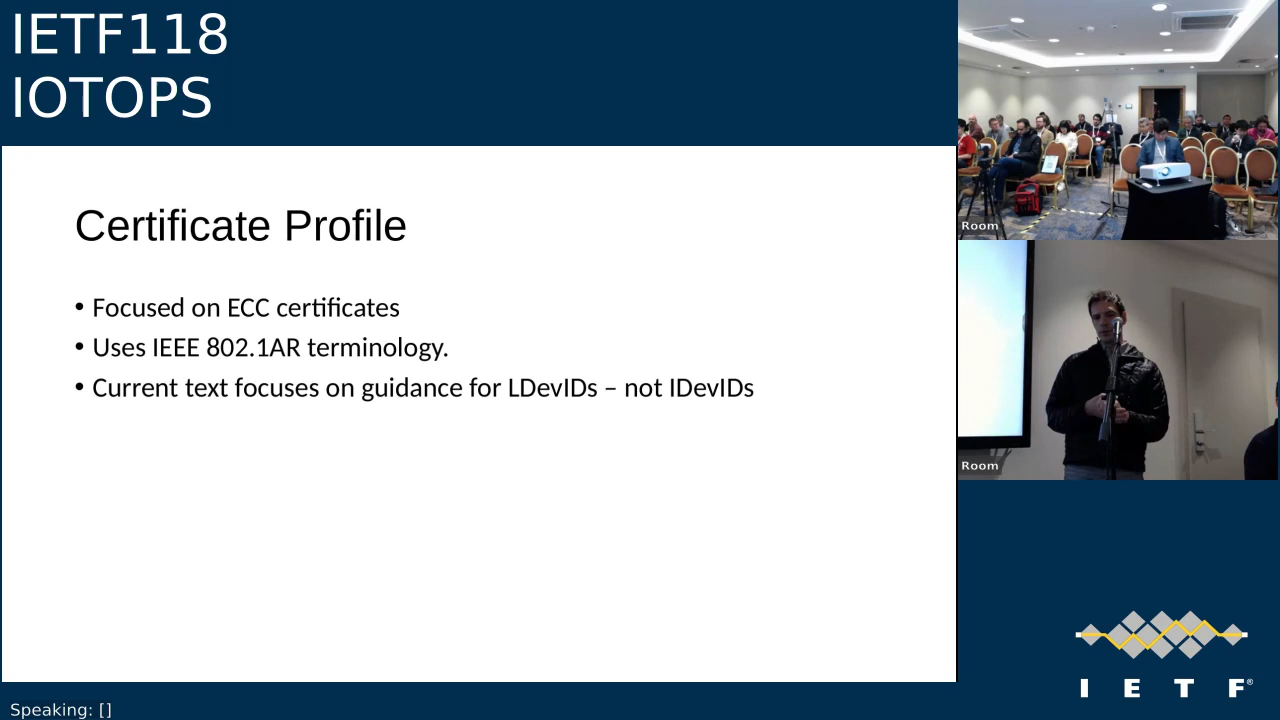 IETF118
IOTOPS
Certificate Profile
• Focused on ECC certificates
• Uses IEEE 802.1AR terminology.
• Current text focuses on guidance for LDevIDs – not IDevIDs
Room
Room
I E T F®
Speaking: []